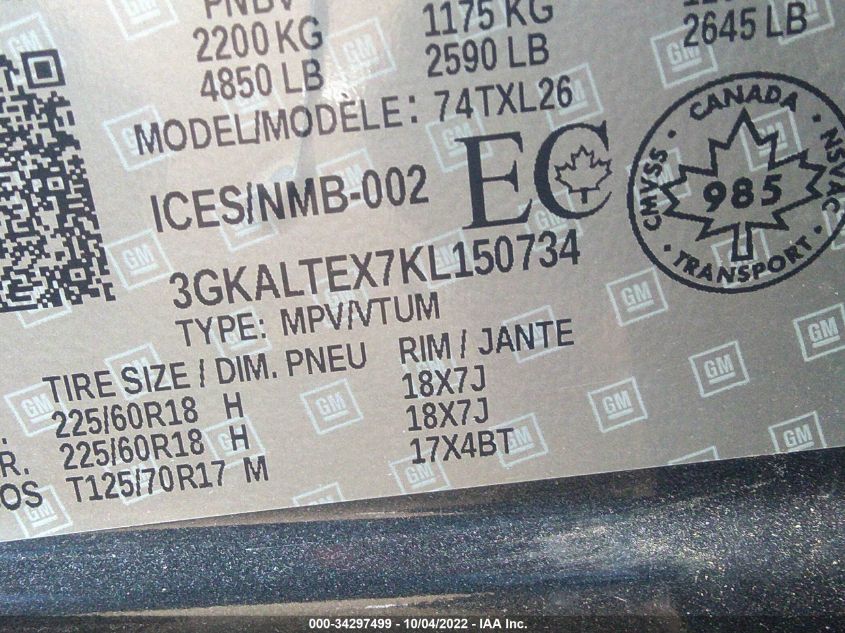 PNBV
2200 KG 1175 KG
4850 LB 2590 LB 2645 LB
MODEL/MODÈLE: 74TXL26
ICES/NMB-002 EC
CANADA
CMVSS • NSVAC
985
TRANSPORT
3GKALTEX7KL150734
TYPE: MPV/VTUM
TIRE SIZE / DIM. PNEU RIM / JANTE
225/60R18 H 18X7J
R. 225/60R18 H 18X7J
OS T125/70R17 M 17X4BT
GM
000-34297499 - 10/04/2022 - IAA Inc.